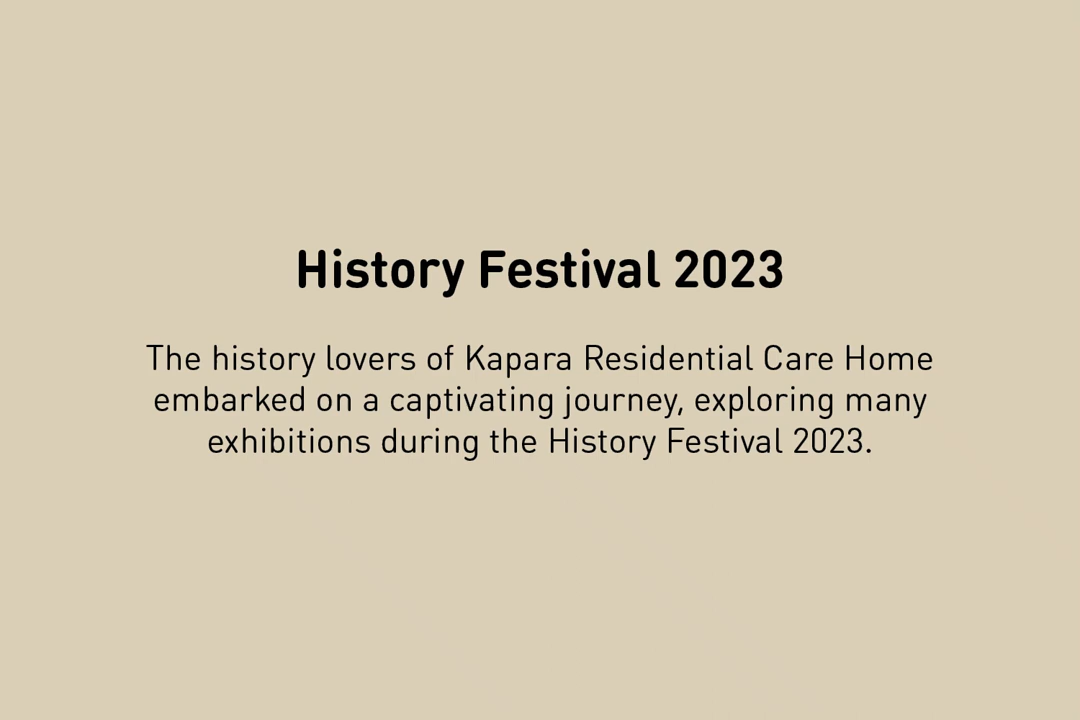 History Festival 2023
The history lovers of Kapara Residential Care Home
embarked on a captivating journey, exploring many
exhibitions during the History Festival 2023.